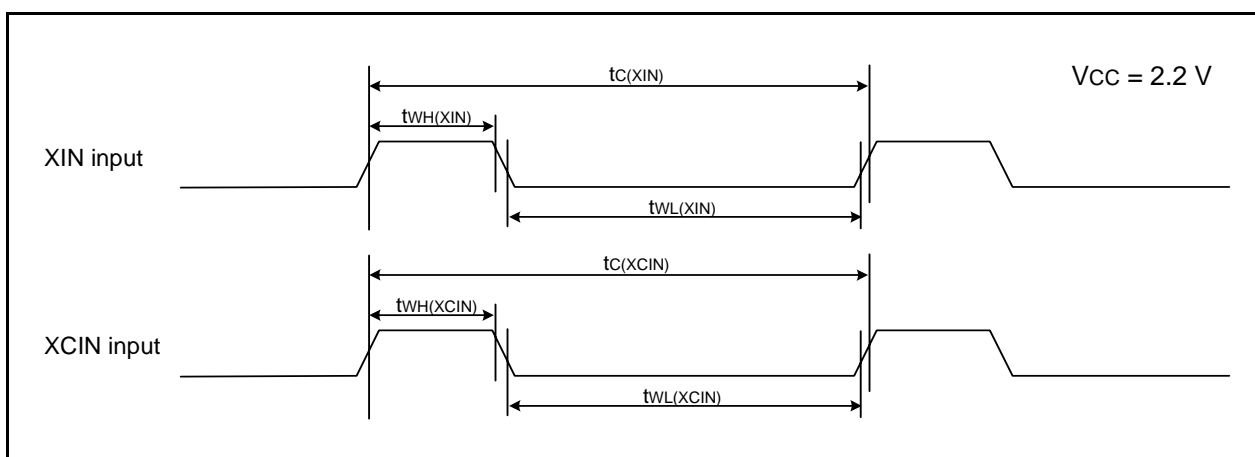 tC(XIN)
VCC = 2.2 V
tWH(XIN)
XIN input
tWL(XIN)
tC(XCIN)
tWH(XCIN)
XCIN input
tWL(XCIN)